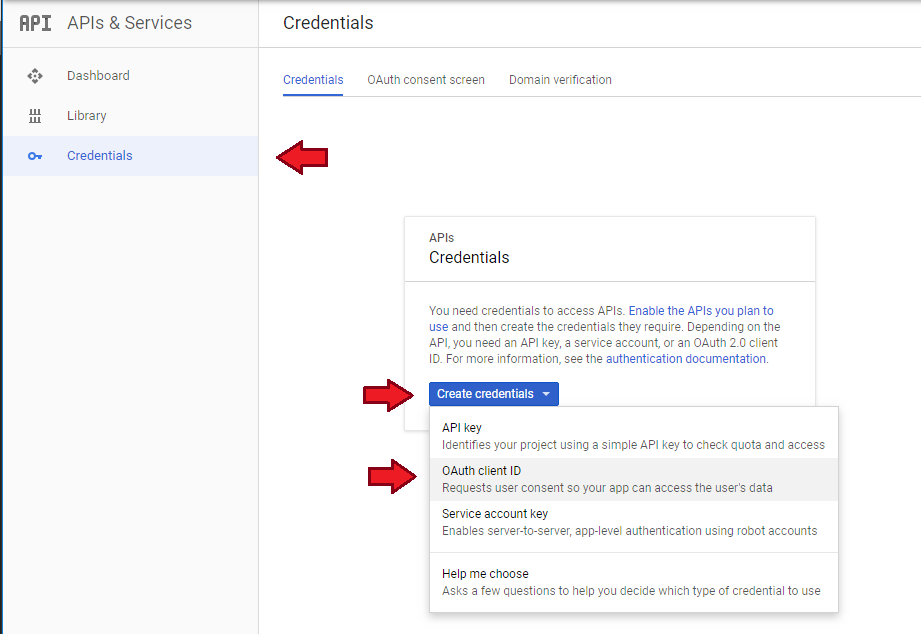 API APIs & Services
Credentials
Dashboard
Library
Credentials
Credentials OAuth consent screen Domain verification
APIs
Credentials
You need credentials to access APIs. Enable the APIs you plan to
use and then create the credentials they require. Depending on the
API, you need an API key, a service account, or an OAuth 2.0 client
ID. For more information, see the authentication documentation.
Create credentials
API key
Identifies your project using a simple API key to check quota and access
OAuth client ID
Requests user consent so your app can access the user's data
Service account key
Enables server-to-server, app-level authentication using robot accounts
Help me choose
Asks a few questions to help you decide which type of credential to use